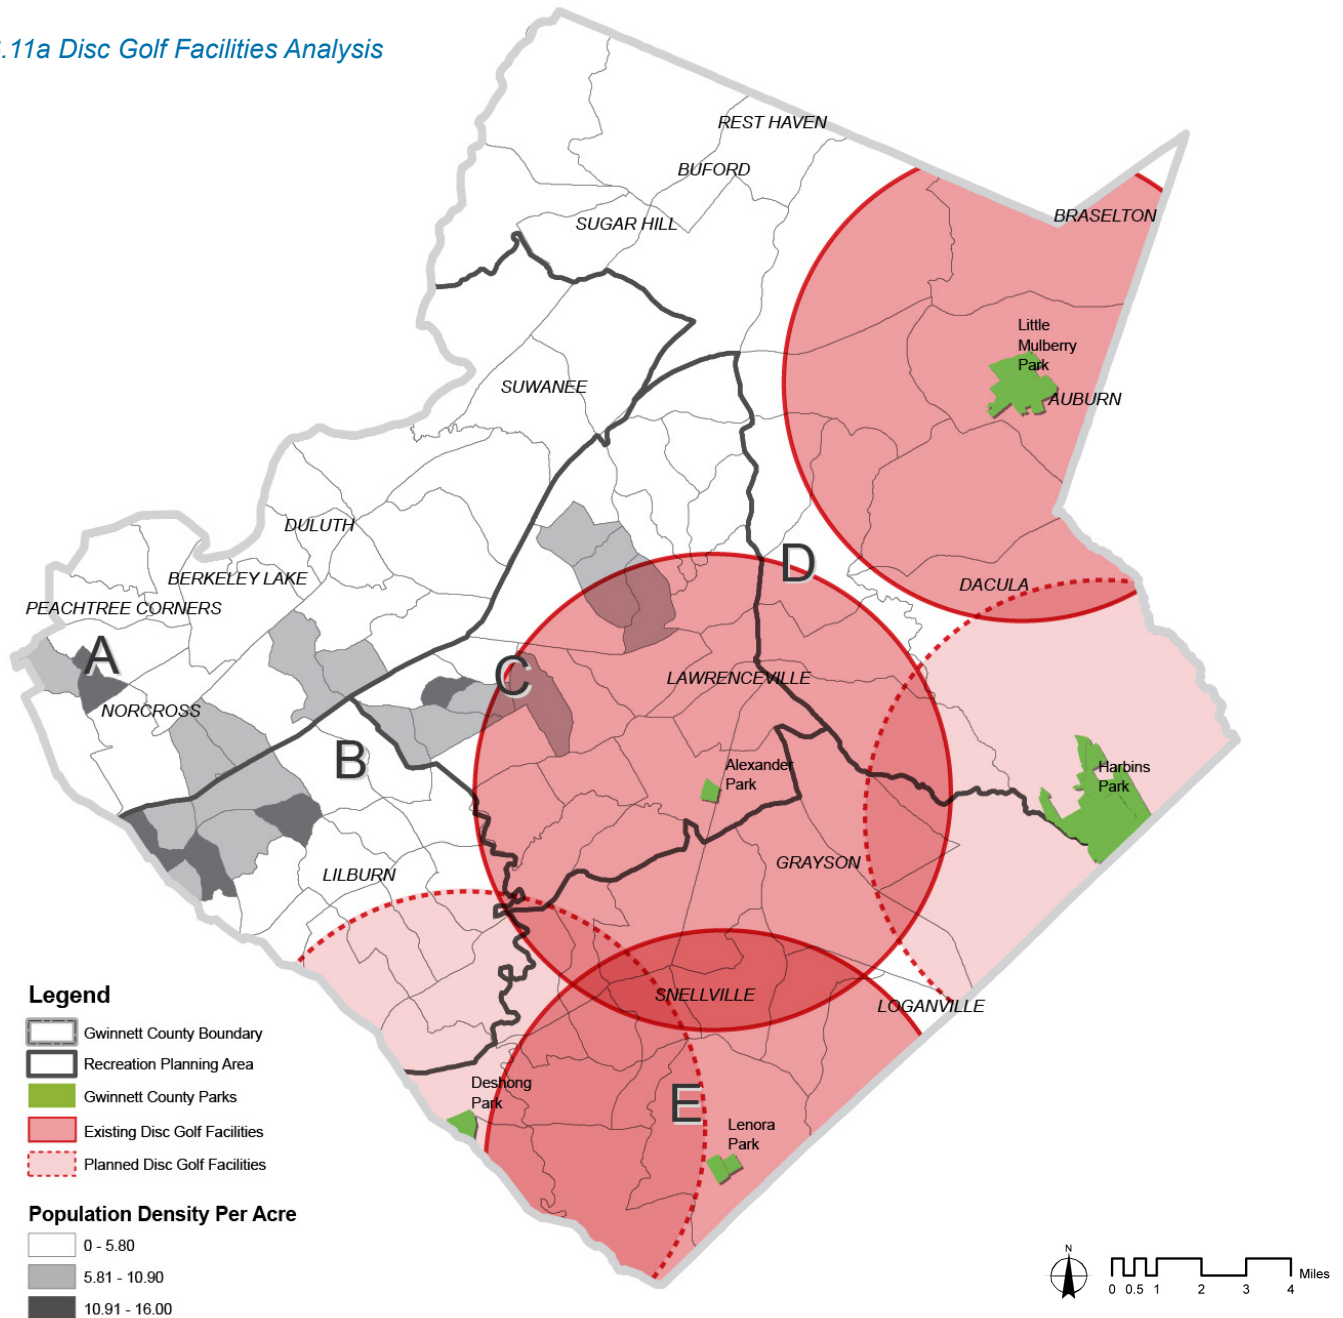 .11a Disc Golf Facilities Analysis
REST HAVEN
BUFORD
SUGAR HILL
BRASELTON
Little
Mulberry
Park
AUBURN
SUWANEE
DULUTH
BERKELEY LAKE
PEACHTREE CORNERS
D
DACULA
A
C
LAWRENCEVILLE
NORCROSS
B
Alexander
Park
Harbins
Park
LILBURN
GRAYSON
SNELLVILLE
LOGANVILLE
Deshong
Park
E
Lenora
Park
Legend
Gwinnett County Boundary
Recreation Planning Area
Gwinnett County Parks
Existing Disc Golf Facilities
Planned Disc Golf Facilities
Population Density Per Acre
0 - 5.80
5.81 - 10.90
10.91 - 16.00
N
Miles
0 0.5 1 2 3 4